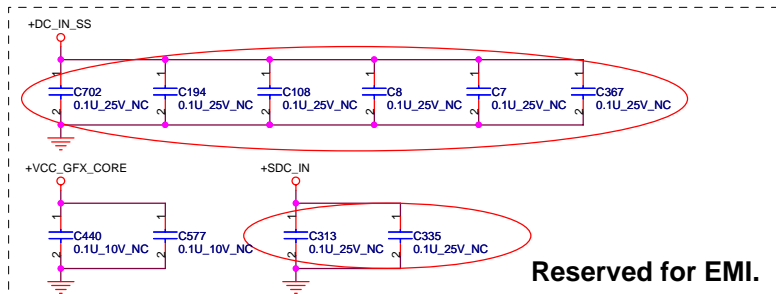 +DC_IN_SS
1 1 1 1 1 1
C702 C194 C108 C8 C7 C367
0.1U_25V_NC 0.1U_25V_NC 0.1U_25V_NC 0.1U_25V_NC 0.1U_25V_NC 0.1U_25V_NC
2 2 2 2 2 2
+VCC_GFX_CORE +SDC_IN
1 1 1 1
C440 C577 C313 C335
0.1U_10V_NC 0.1U_10V_NC 0.1U_25V_NC 0.1U_25V_NC
2 2 2 2
Reserved for EMI.